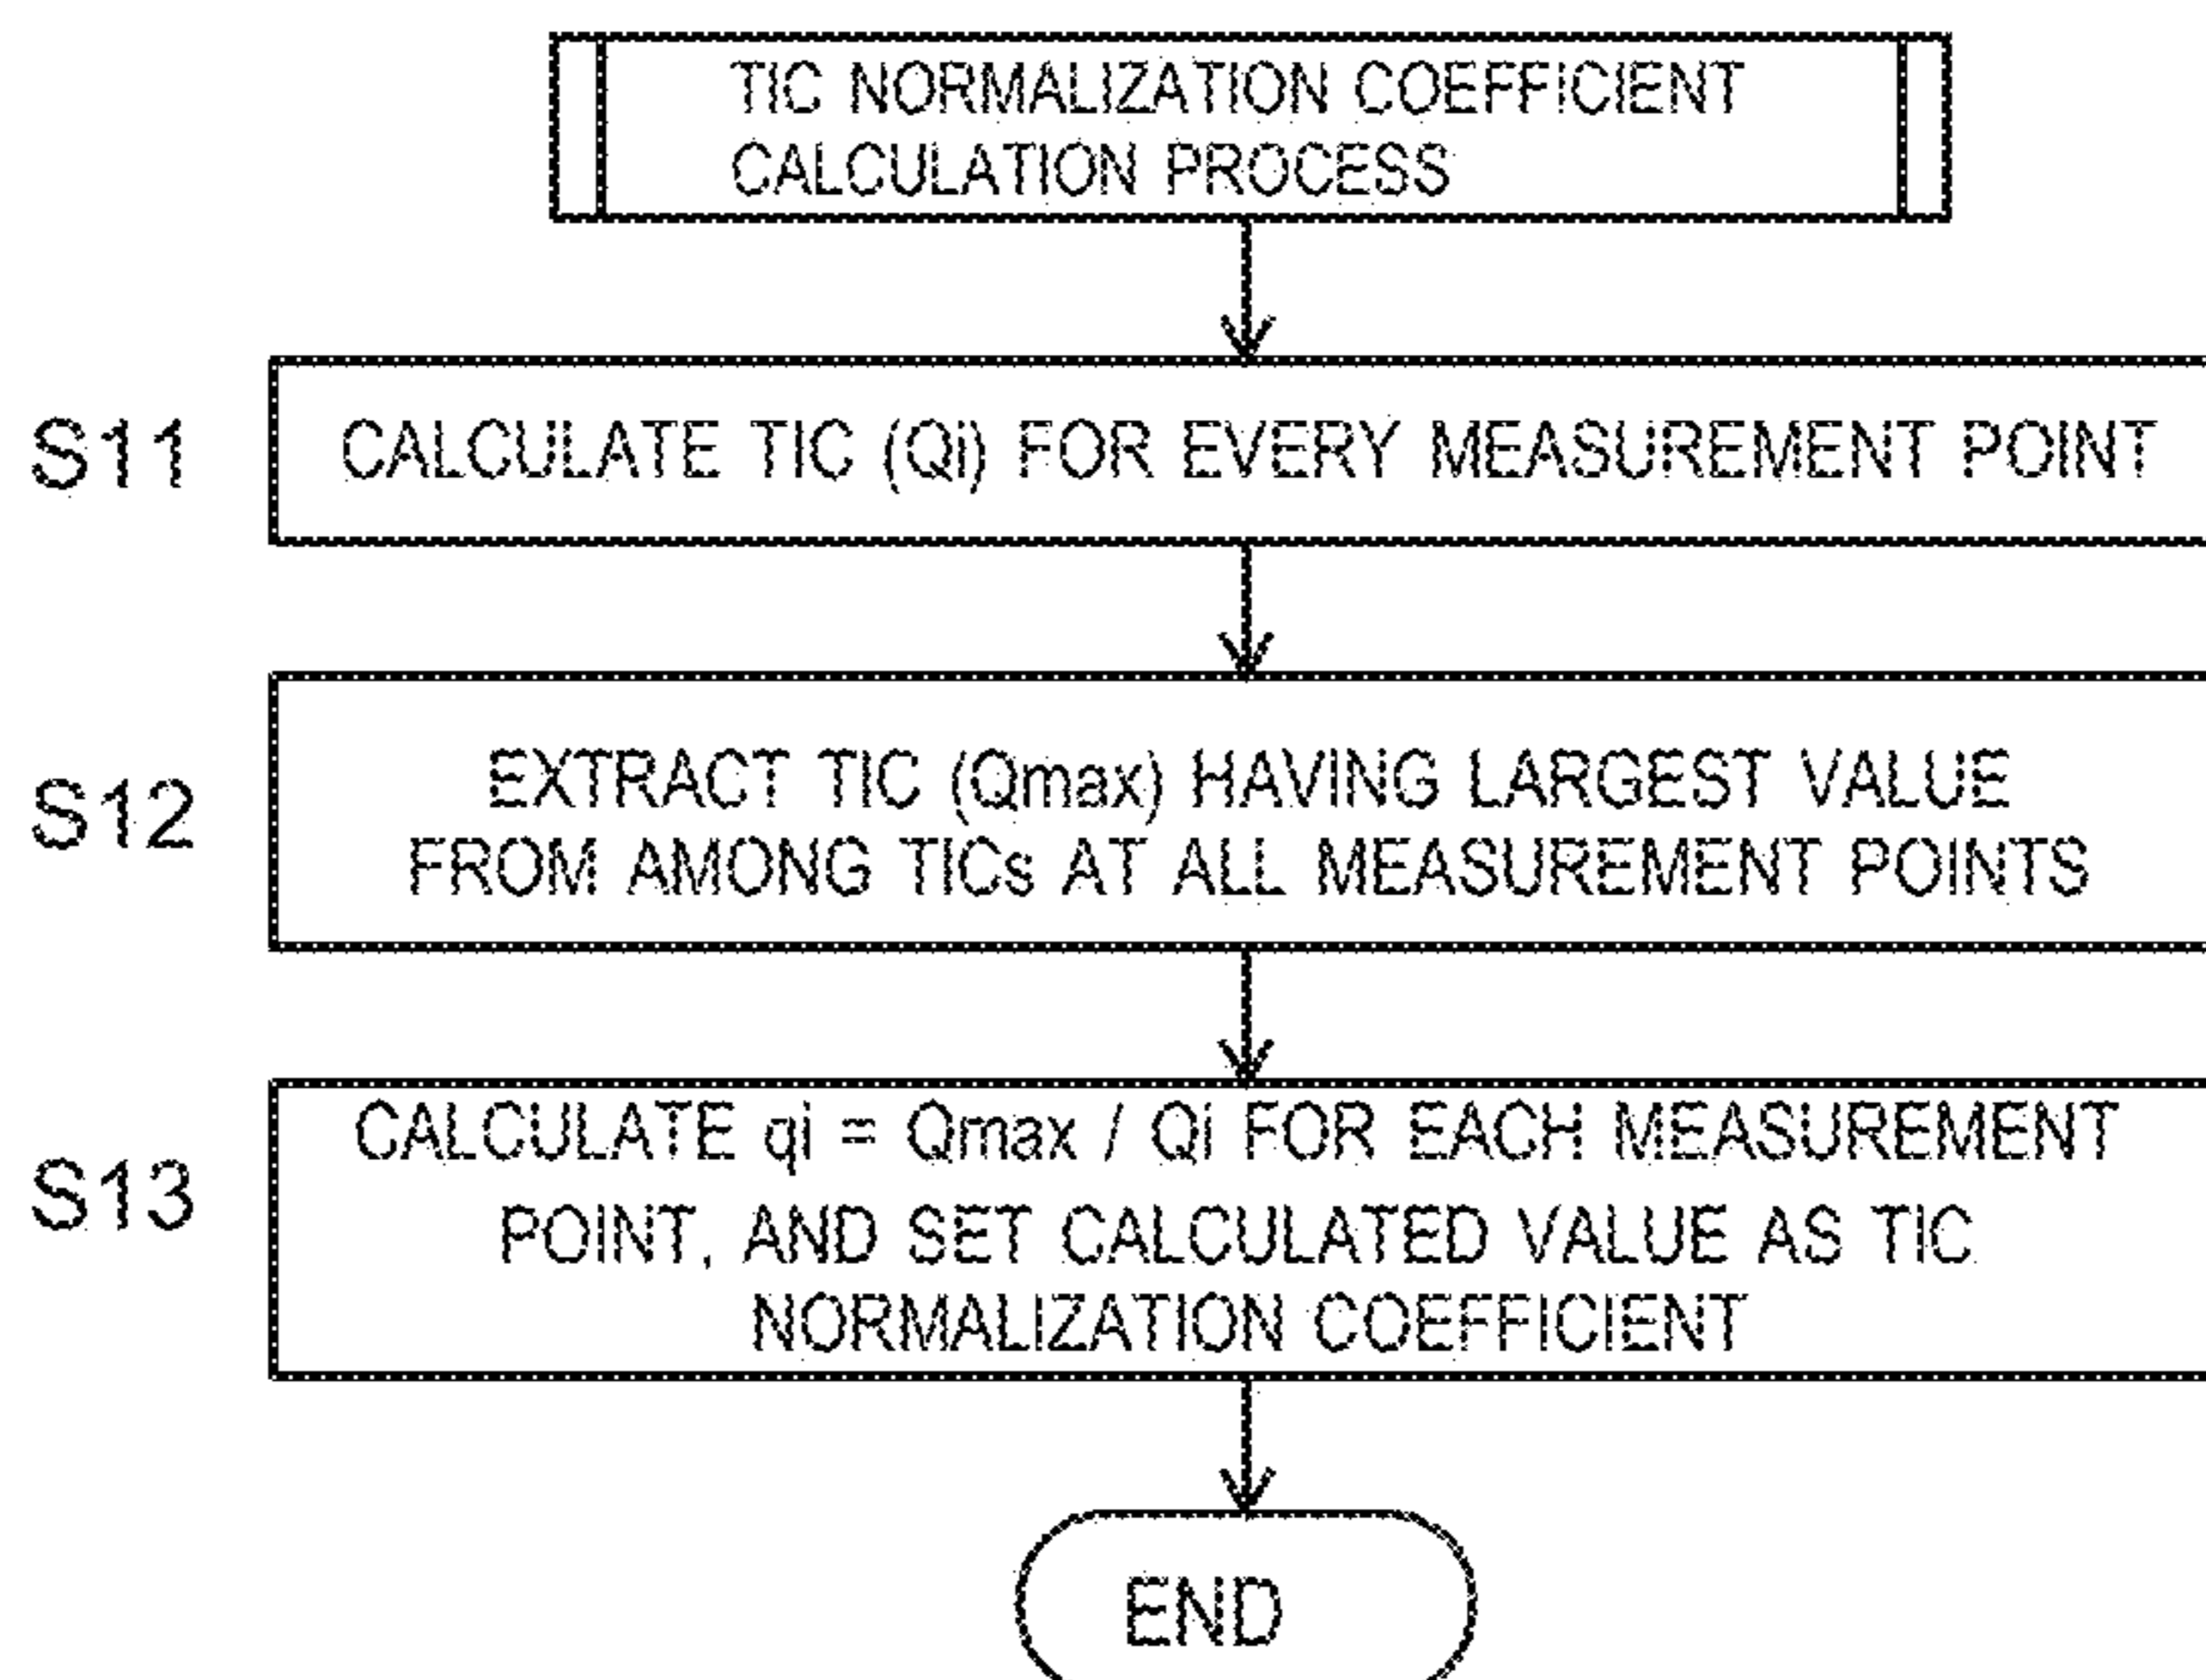 TIC NORMALIZATION COEFFICIENT
CALCULATION PROCESS
S11
CALCULATE TIC (Qi) FOR EVERY MEASUREMENT POINT
S12
EXTRACT TIC (Qmax) HAVING LARGEST VALUE
FROM AMONG TICs AT ALL MEASUREMENT POINTS
S13
CALCULATE qi = Qmax / Qi FOR EACH MEASUREMENT
POINT, AND SET CALCULATED VALUE AS TIC
NORMALIZATION COEFFICIENT
END